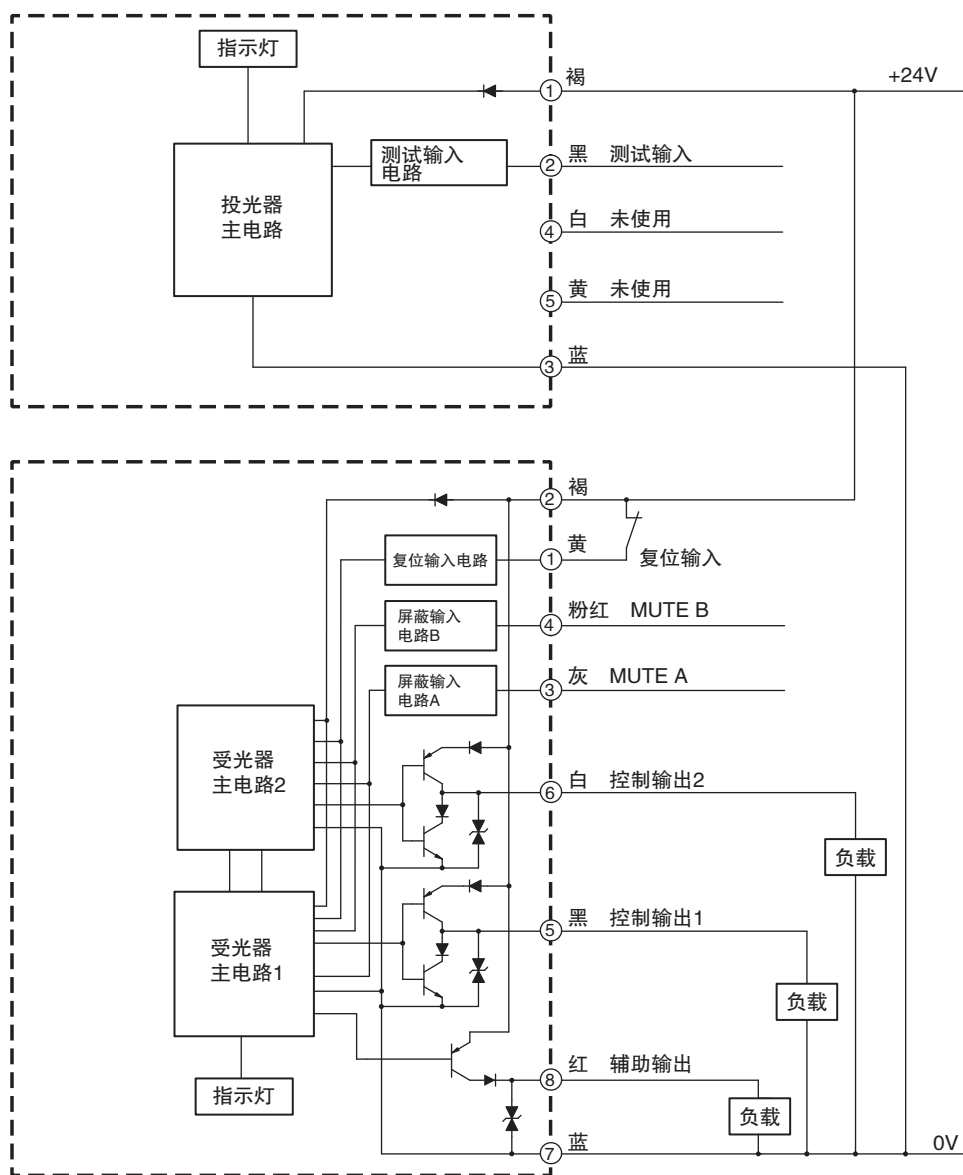 指示灯
① 褐
+24V
测试输入
电路
② 黑 测试输入
投光器
主电路
④ 白 未使用
⑤ 黄 未使用
③ 蓝
② 褐
复位输入电路
① 黄
复位输入
屏蔽输入
电路B
④ 粉红 MUTE B
屏蔽输入
电路A
③ 灰 MUTE A
受光器
主电路2
⑥ 白 控制输出2
负载
受光器
主电路1
⑤ 黑 控制输出1
负载
指示灯
⑧ 红 辅助输出
负载
⑦ 蓝
0V